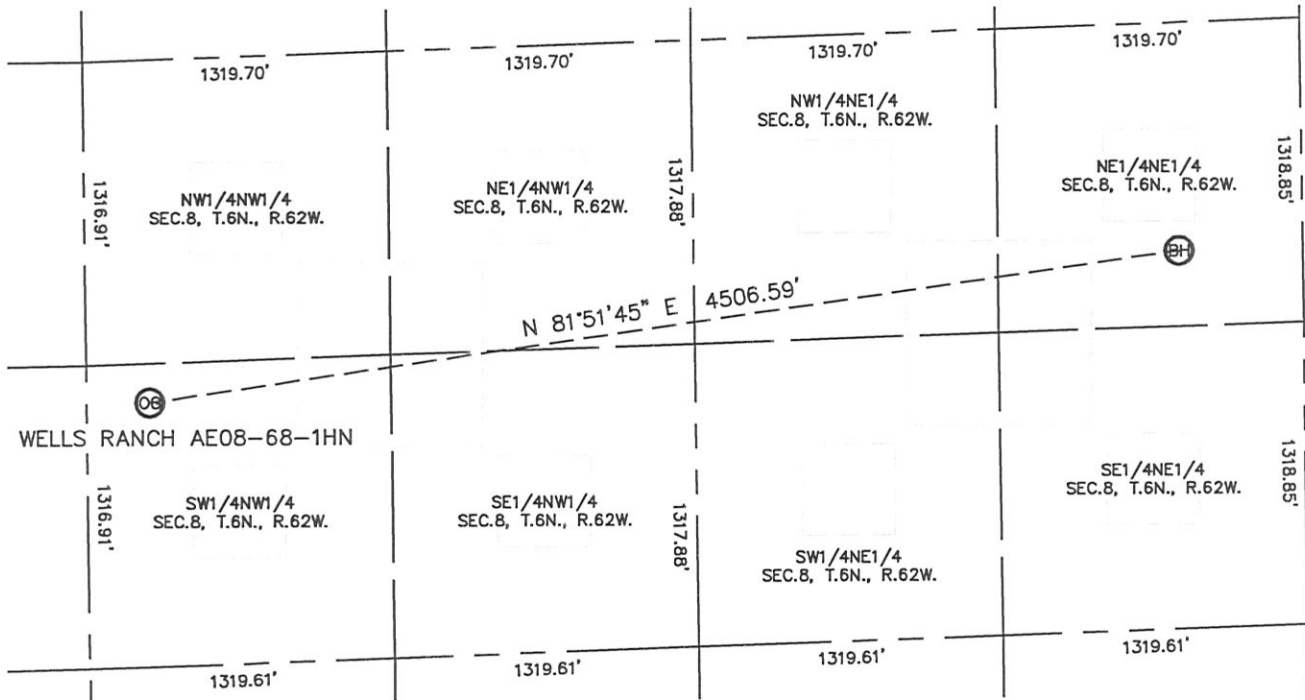 1319.70'
1319.70'
1319.70'
1319.70'
NW1/4NE1/4
SEC.8, T.6N., R.62W.
NW1/4NW1/4
SEC.8, T.6N., R.62W.
NE1/4NW1/4
SEC.8, T.6N., R.62W.
NE1/4NE1/4
SEC.8, T.6N., R.62W.
1316.91'
1317.88'
1318.85'
BH
N 81°51'45" E 4506.59'
OB
WELLS RANCH AE08-68-1HN
SW1/4NW1/4
SEC.8, T.6N., R.62W.
SE1/4NW1/4
SEC.8, T.6N., R.62W.
SE1/4NE1/4
SEC.8, T.6N., R.62W.
SW1/4NE1/4
SEC.8, T.6N., R.62W.
1316.91'
1317.88'
1318.85'
1319.61'
1319.61'
1319.61'
1319.61'